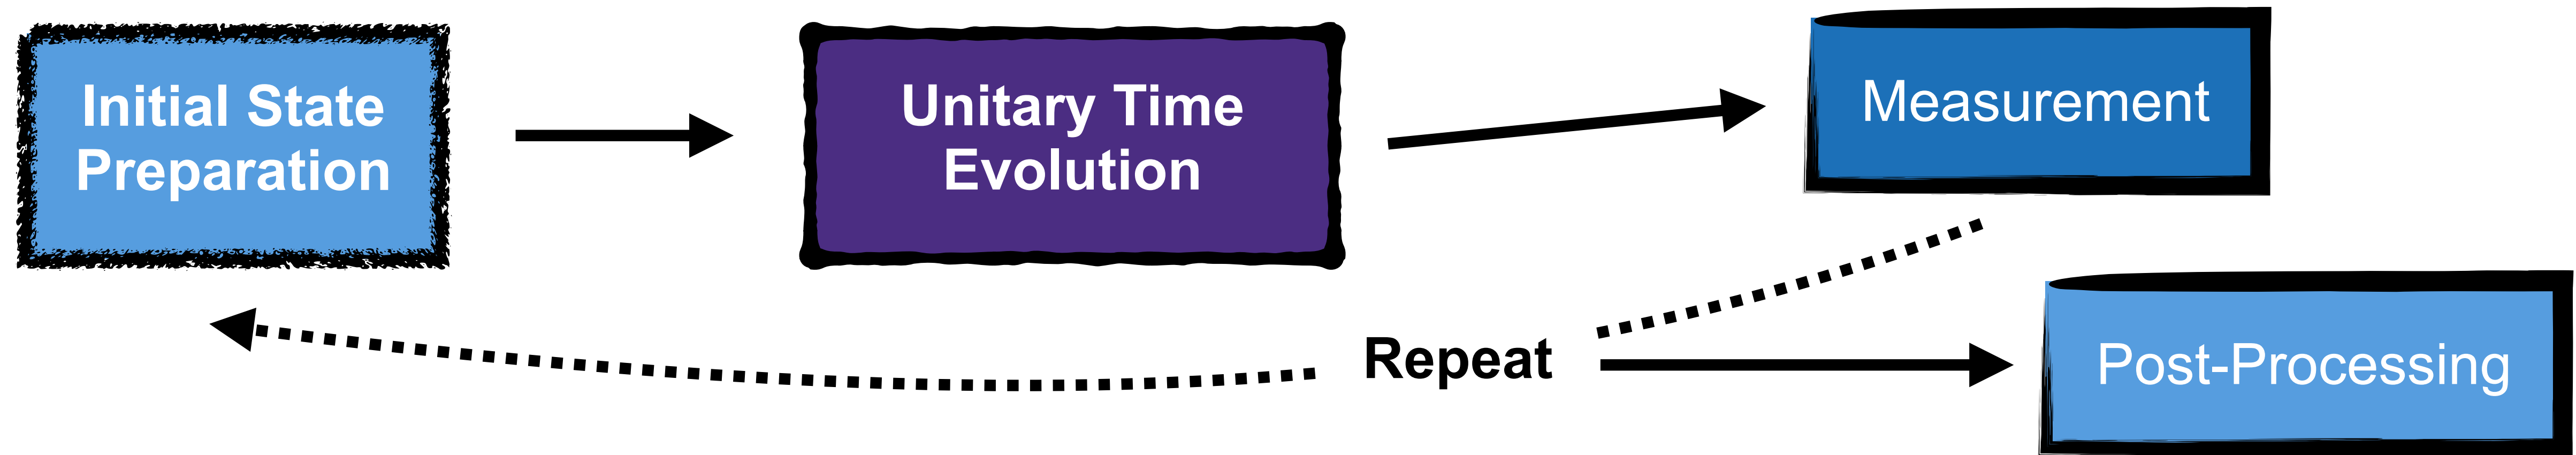 Initial State
Preparation
Unitary Time
Evolution
Measurement
Repeat
Post-Processing